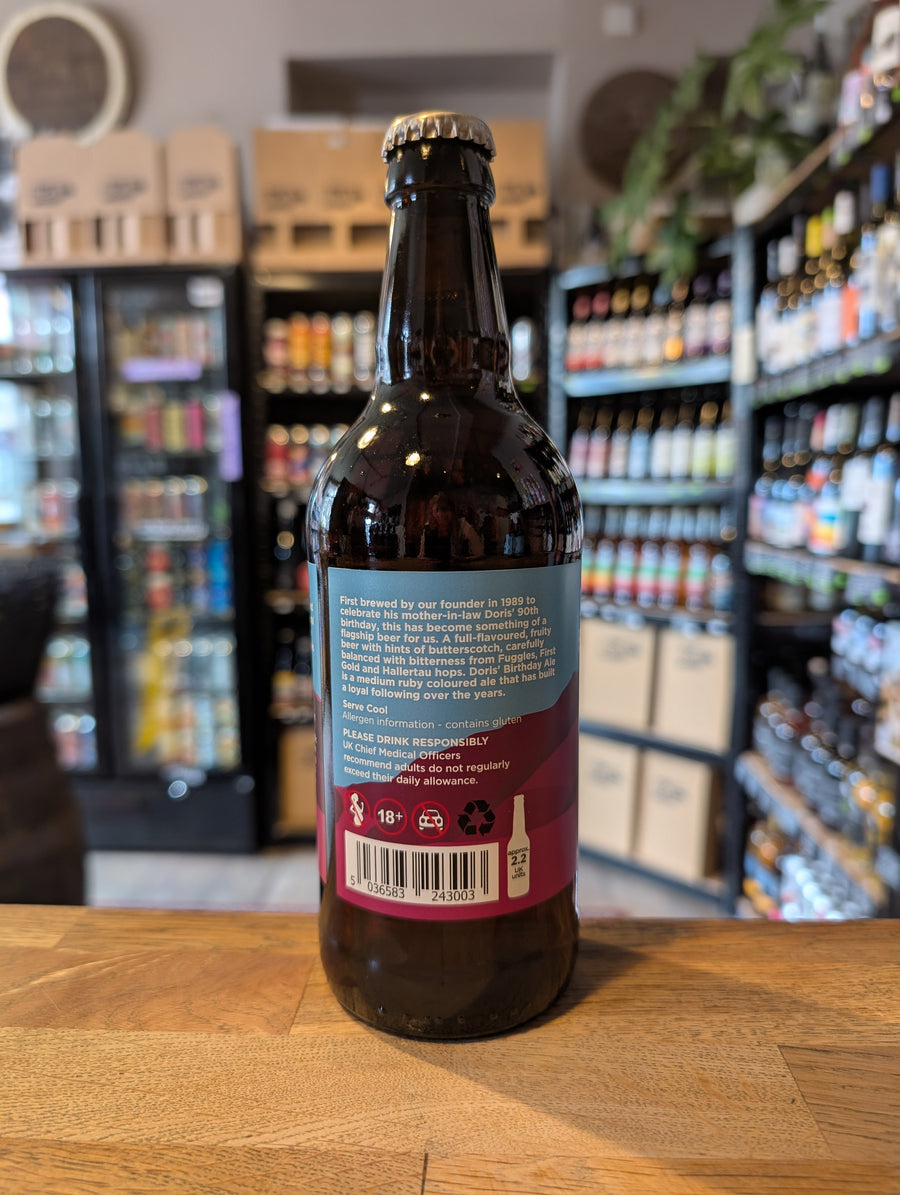 First brewed by our founder in 1989 to
celebrate his mother-in-law Doris' 90th
birthday, this has become something of a
flagship beer for us. A full-flavoured, fruity
beer with hints of butterscotch, carefully
balanced with bitterness from Fuggles, First
Gold and Hallertau hops. Doris' Birthday Ale
is a medium ruby coloured ale that has built
a loyal following over the years.
Serve Cool
Allergen information - contains gluten
PLEASE DRINK RESPONSIBLY
UK Chief Medical Officers
recommend adults do not regularly
exceed their daily allowance.
18+
approx.
2.2
UK
units
5 036583 243003